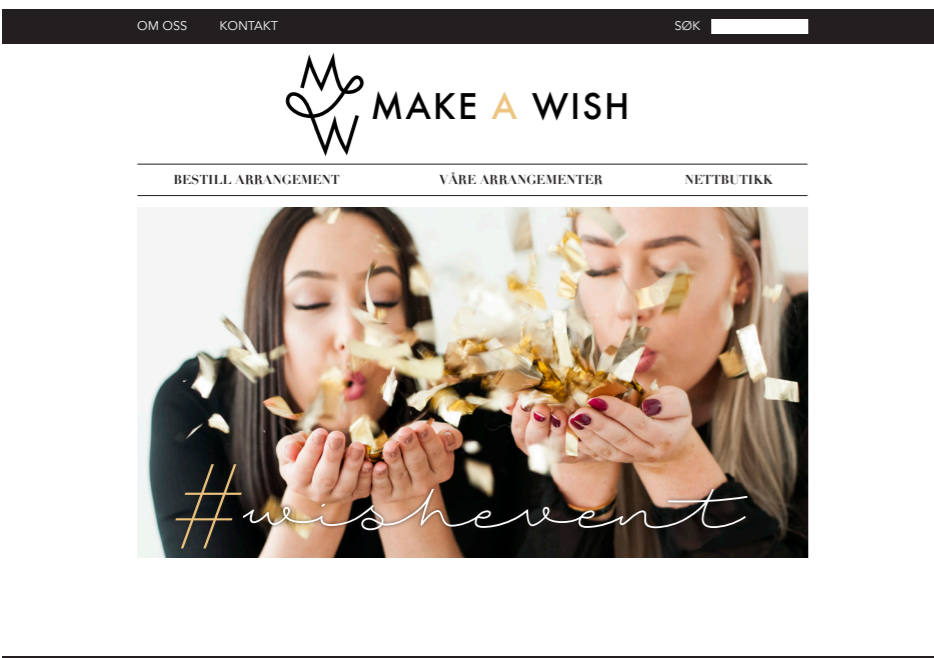 OM OSS KONTAKT SØK
MW MAKE A WISH
BESTILL ARRANGEMENT VÅRE ARRANGEMENTER NETTBUTIKK
#wishevent